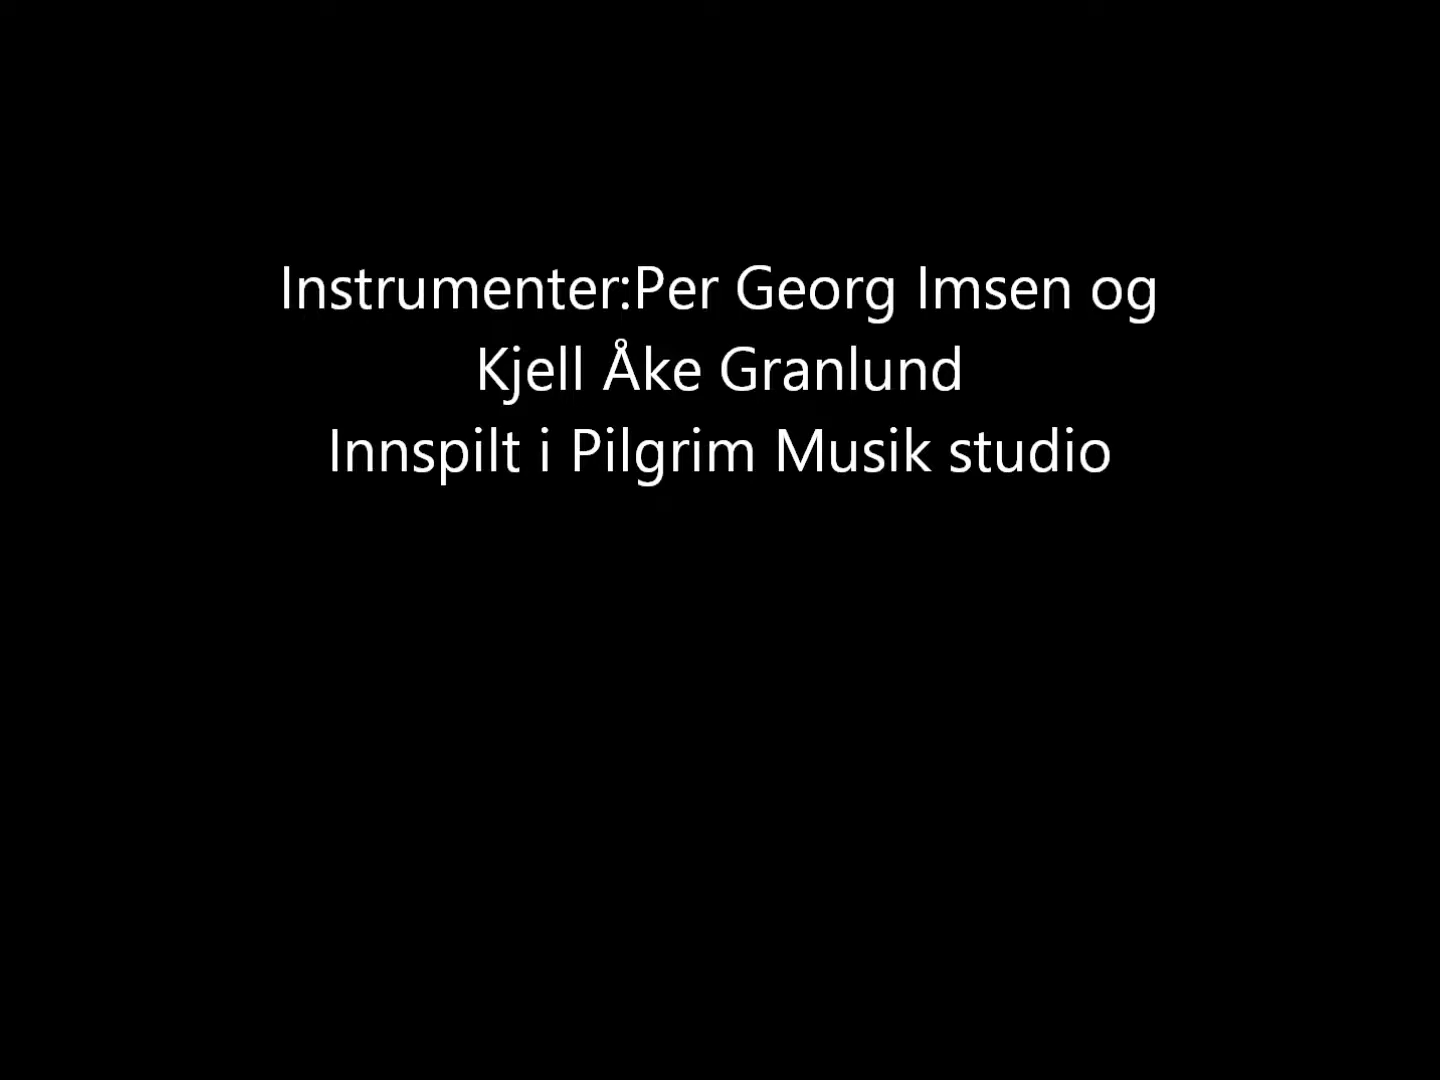 Instrumenter:Per Georg Imsen og
Kjell Åke Granlund
Innspilt i Pilgrim Musik studio